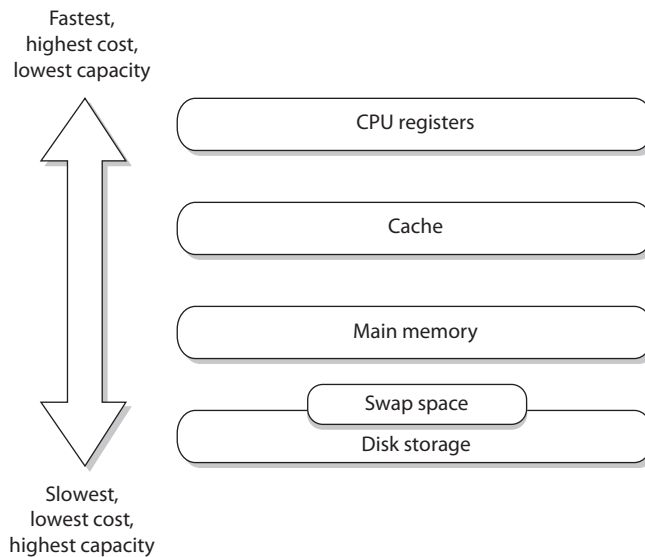 Fastest,
highest cost,
lowest capacity
CPU registers
Cache
Main memory
Swap space
Disk storage
Slowest,
lowest cost,
highest capacity